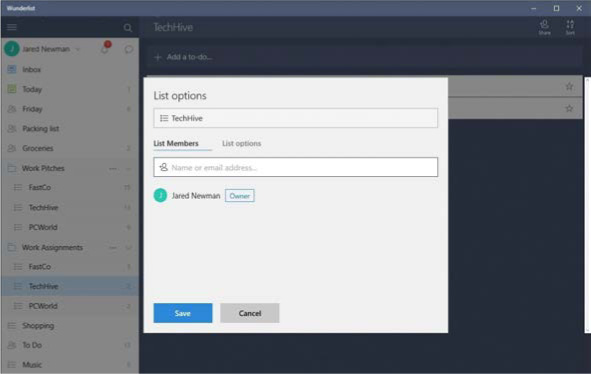 Wunderlist
TechHive
Share
Sort
Jared Newman
Add a to-do...
Inbox
Today
Friday
Packing list
Groceries 2
Work Pitches ...
FastCo
TechHive
PCWorld
Work Assignments ...
FastCo
TechHive
PCWorld
Shopping
To Do
Music
List options
TechHive
List Members List options
Name or email address...
J Jared Newman Owner
Save Cancel